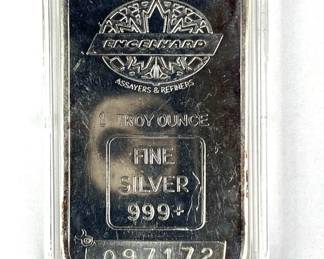 ENGELHARD
ASSAYERS & REFINERS
1 TROY OUNCE
FINE
SILVER
999+
097172